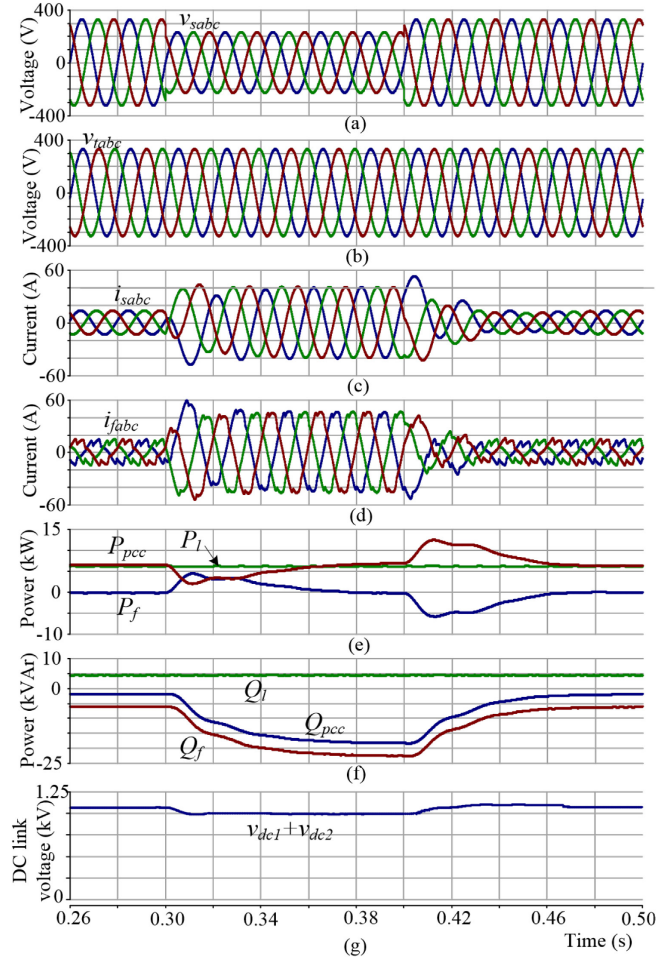 400
0
-400
Voltage (V)
v_sabc
(a)
400
0
-400
Voltage (V)
v_tabc
(b)
60
0
-60
Current (A)
i_sabc
(c)
60
0
-60
Current (A)
i_fabc
(d)
15
0
-10
Power (kW)
P_pcc
P_l
P_f
(e)
10
0
-25
Power (kVAr)
Q_l
Q_pcc
Q_f
(f)
1.25
0
DC link
voltage (kV)
v_dc1+v_dc2
0.26 0.30 0.34 0.38 0.42 0.46 0.50
Time (s)
(g)